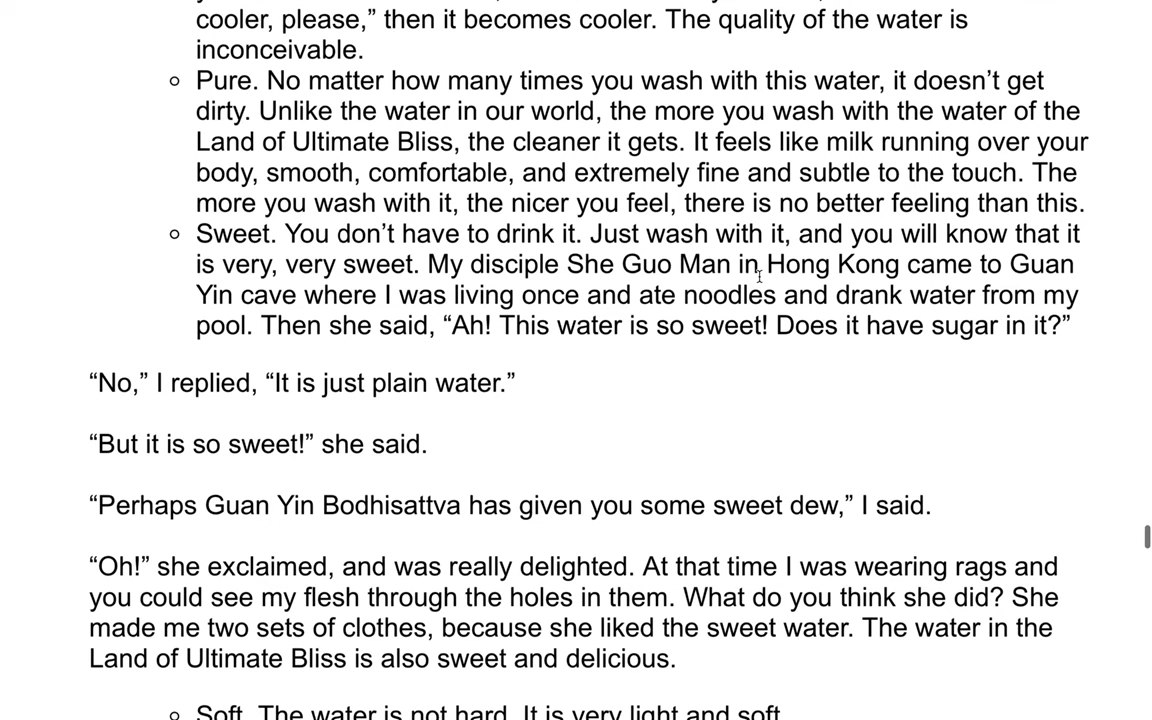 cooler, please,” then it becomes cooler. The quality of the water is
inconceivable.
Pure. No matter how many times you wash with this water, it doesn’t get
dirty. Unlike the water in our world, the more you wash with the water of the
Land of Ultimate Bliss, the cleaner it gets. It feels like milk running over your
body, smooth, comfortable, and extremely fine and subtle to the touch. The
more you wash with it, the nicer you feel, there is no better feeling than this.
Sweet. You don’t have to drink it. Just wash with it, and you will know that it
is very, very sweet. My disciple She Guo Man in Hong Kong came to Guan
Yin cave where I was living once and ate noodles and drank water from my
pool. Then she said, “Ah! This water is so sweet! Does it have sugar in it?”
“No,” I replied, “It is just plain water.”
“But it is so sweet!” she said.
“Perhaps Guan Yin Bodhisattva has given you some sweet dew,” I said.
“Oh!” she exclaimed, and was really delighted. At that time I was wearing rags and
you could see my flesh through the holes in them. What do you think she did? She
made me two sets of clothes, because she liked the sweet water. The water in the
Land of Ultimate Bliss is also sweet and delicious.
Soft. The water is not hard. It is very light and soft.